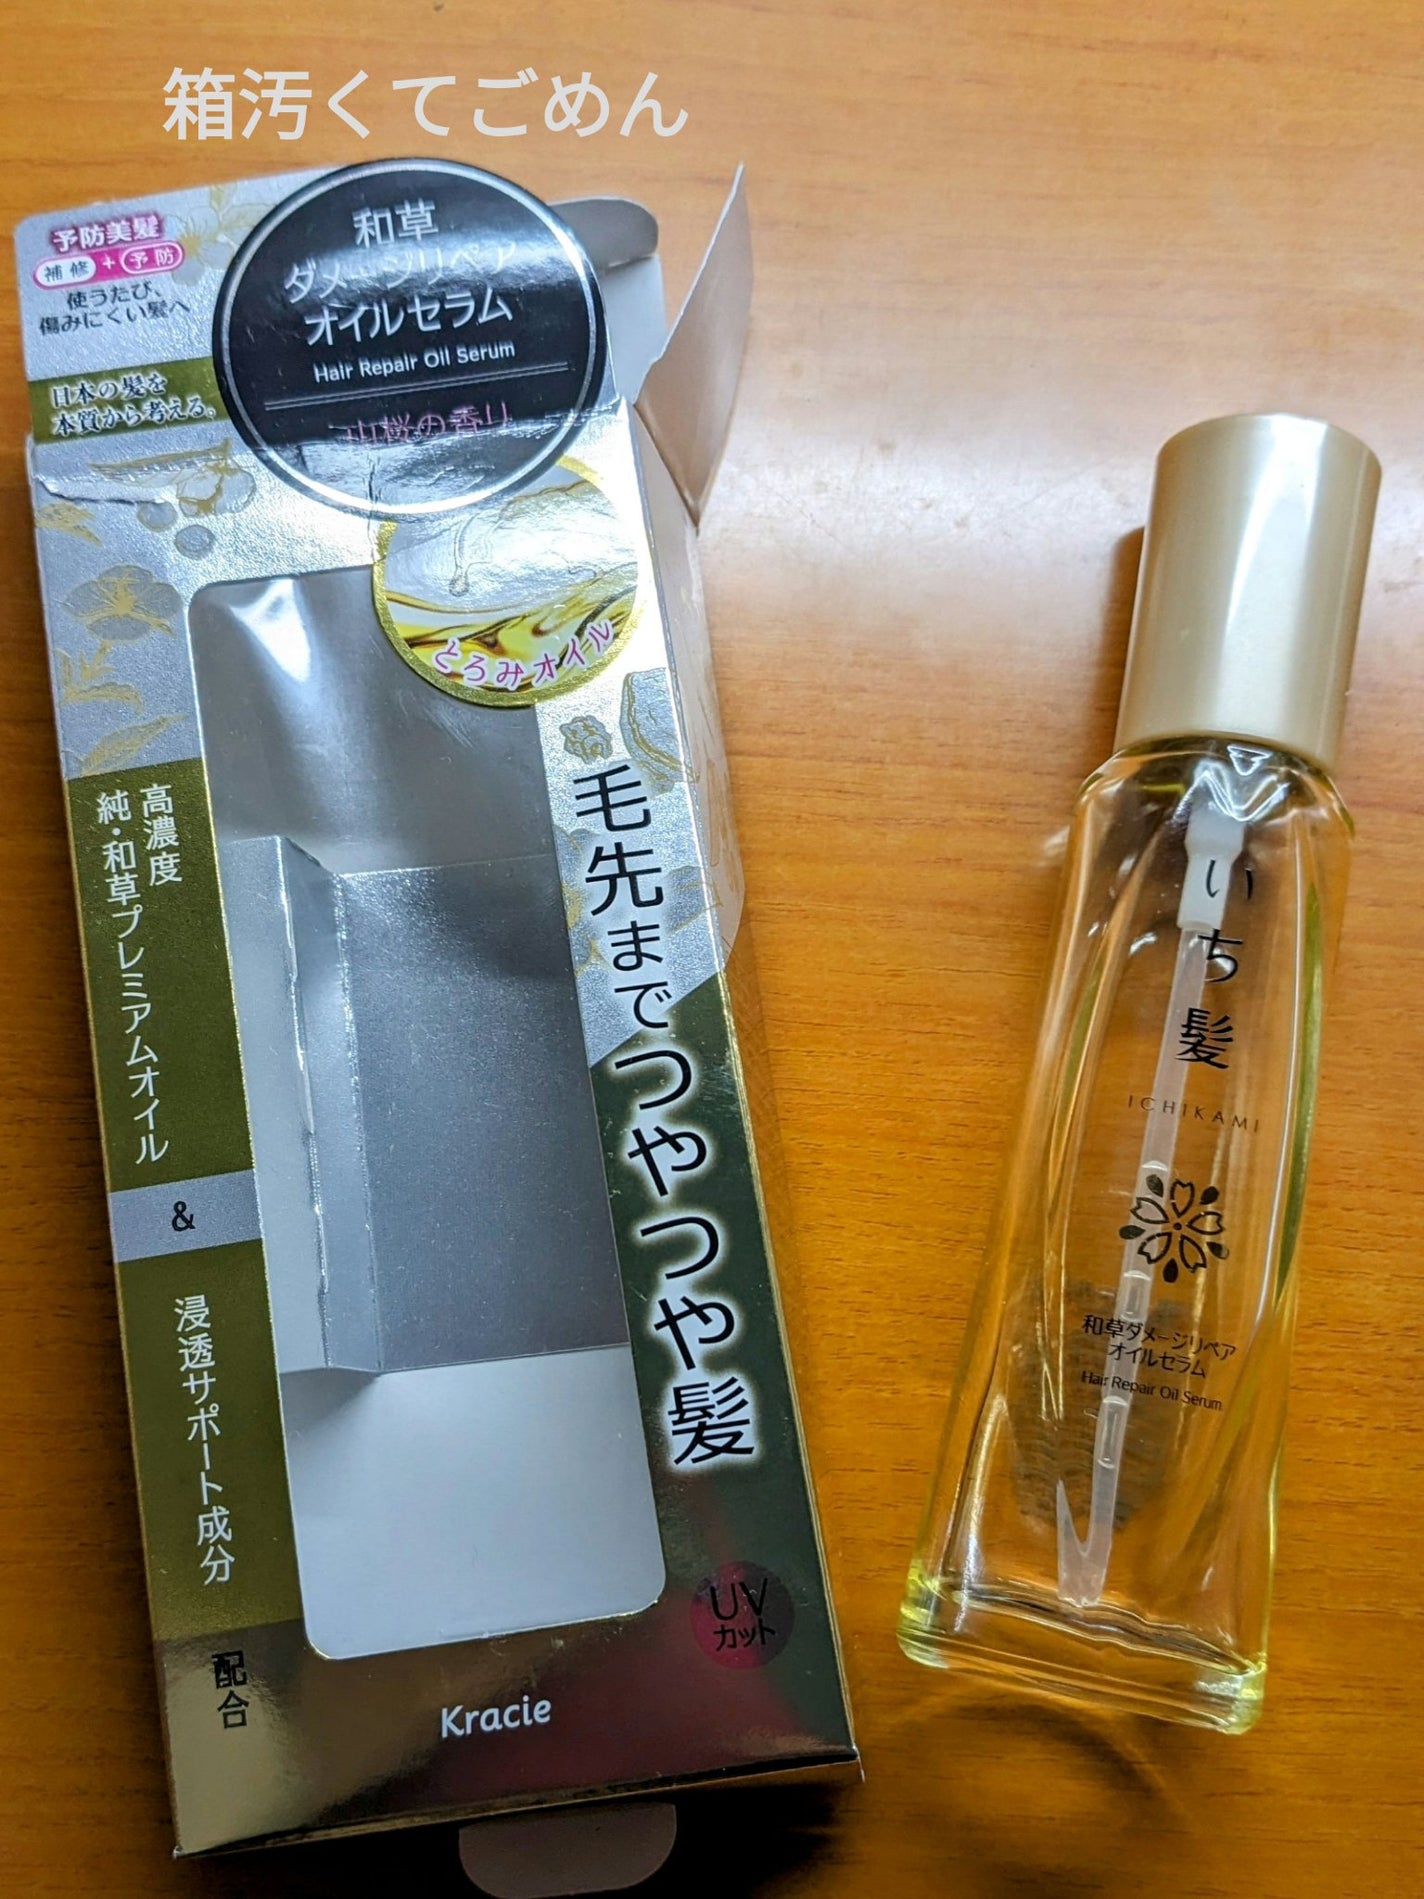 箱汚くてごめん
予防美髪
補修+予防
使うたび、
傷みにくい髪へ
日本の髪を
本質から考える。
和草
ダメージリペア
オイルセラム
Hair Repair Oil Serum
山桜の香り
とろみオイル
毛先までつやつや髪
高濃度
純・和草プレミアムオイル
&
浸透サポート成分
配合
UV
カット
Kracie
いち髪
ICHIKAMI
和草ダメージリペア
オイルセラム
Hair Repair Oil Serum